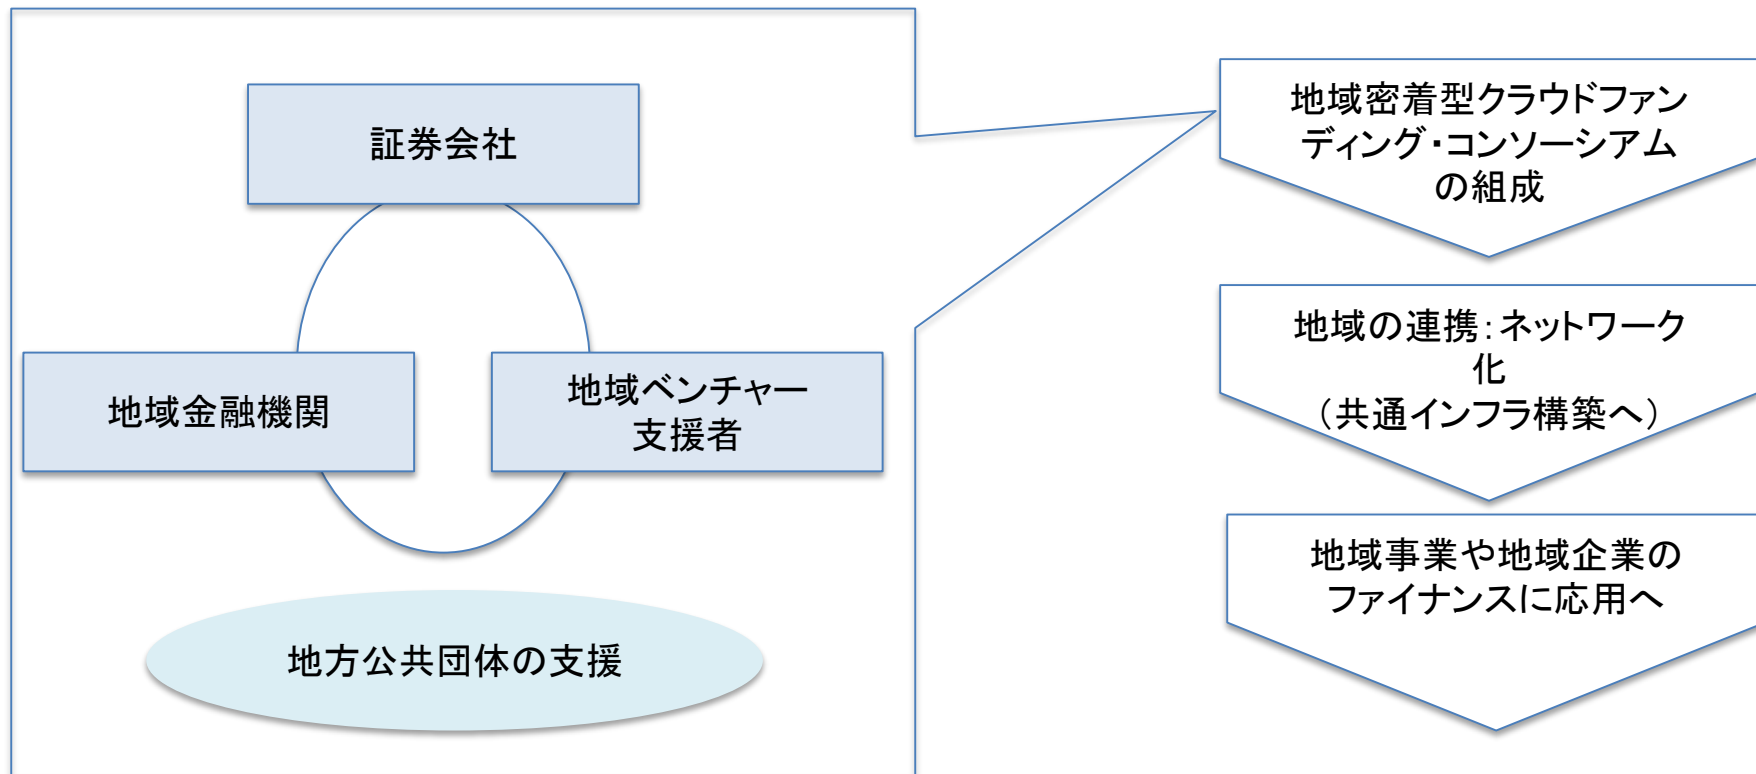 証券会社
地域金融機関
地域ベンチャー
支援者
地方公共団体の支援
地域密着型クラウドファン
ディング・コンソーシアム
の組成
地域の連携：ネットワーク
化
（共通インフラ構築へ）
地域事業や地域企業の
ファイナンスに応用へ